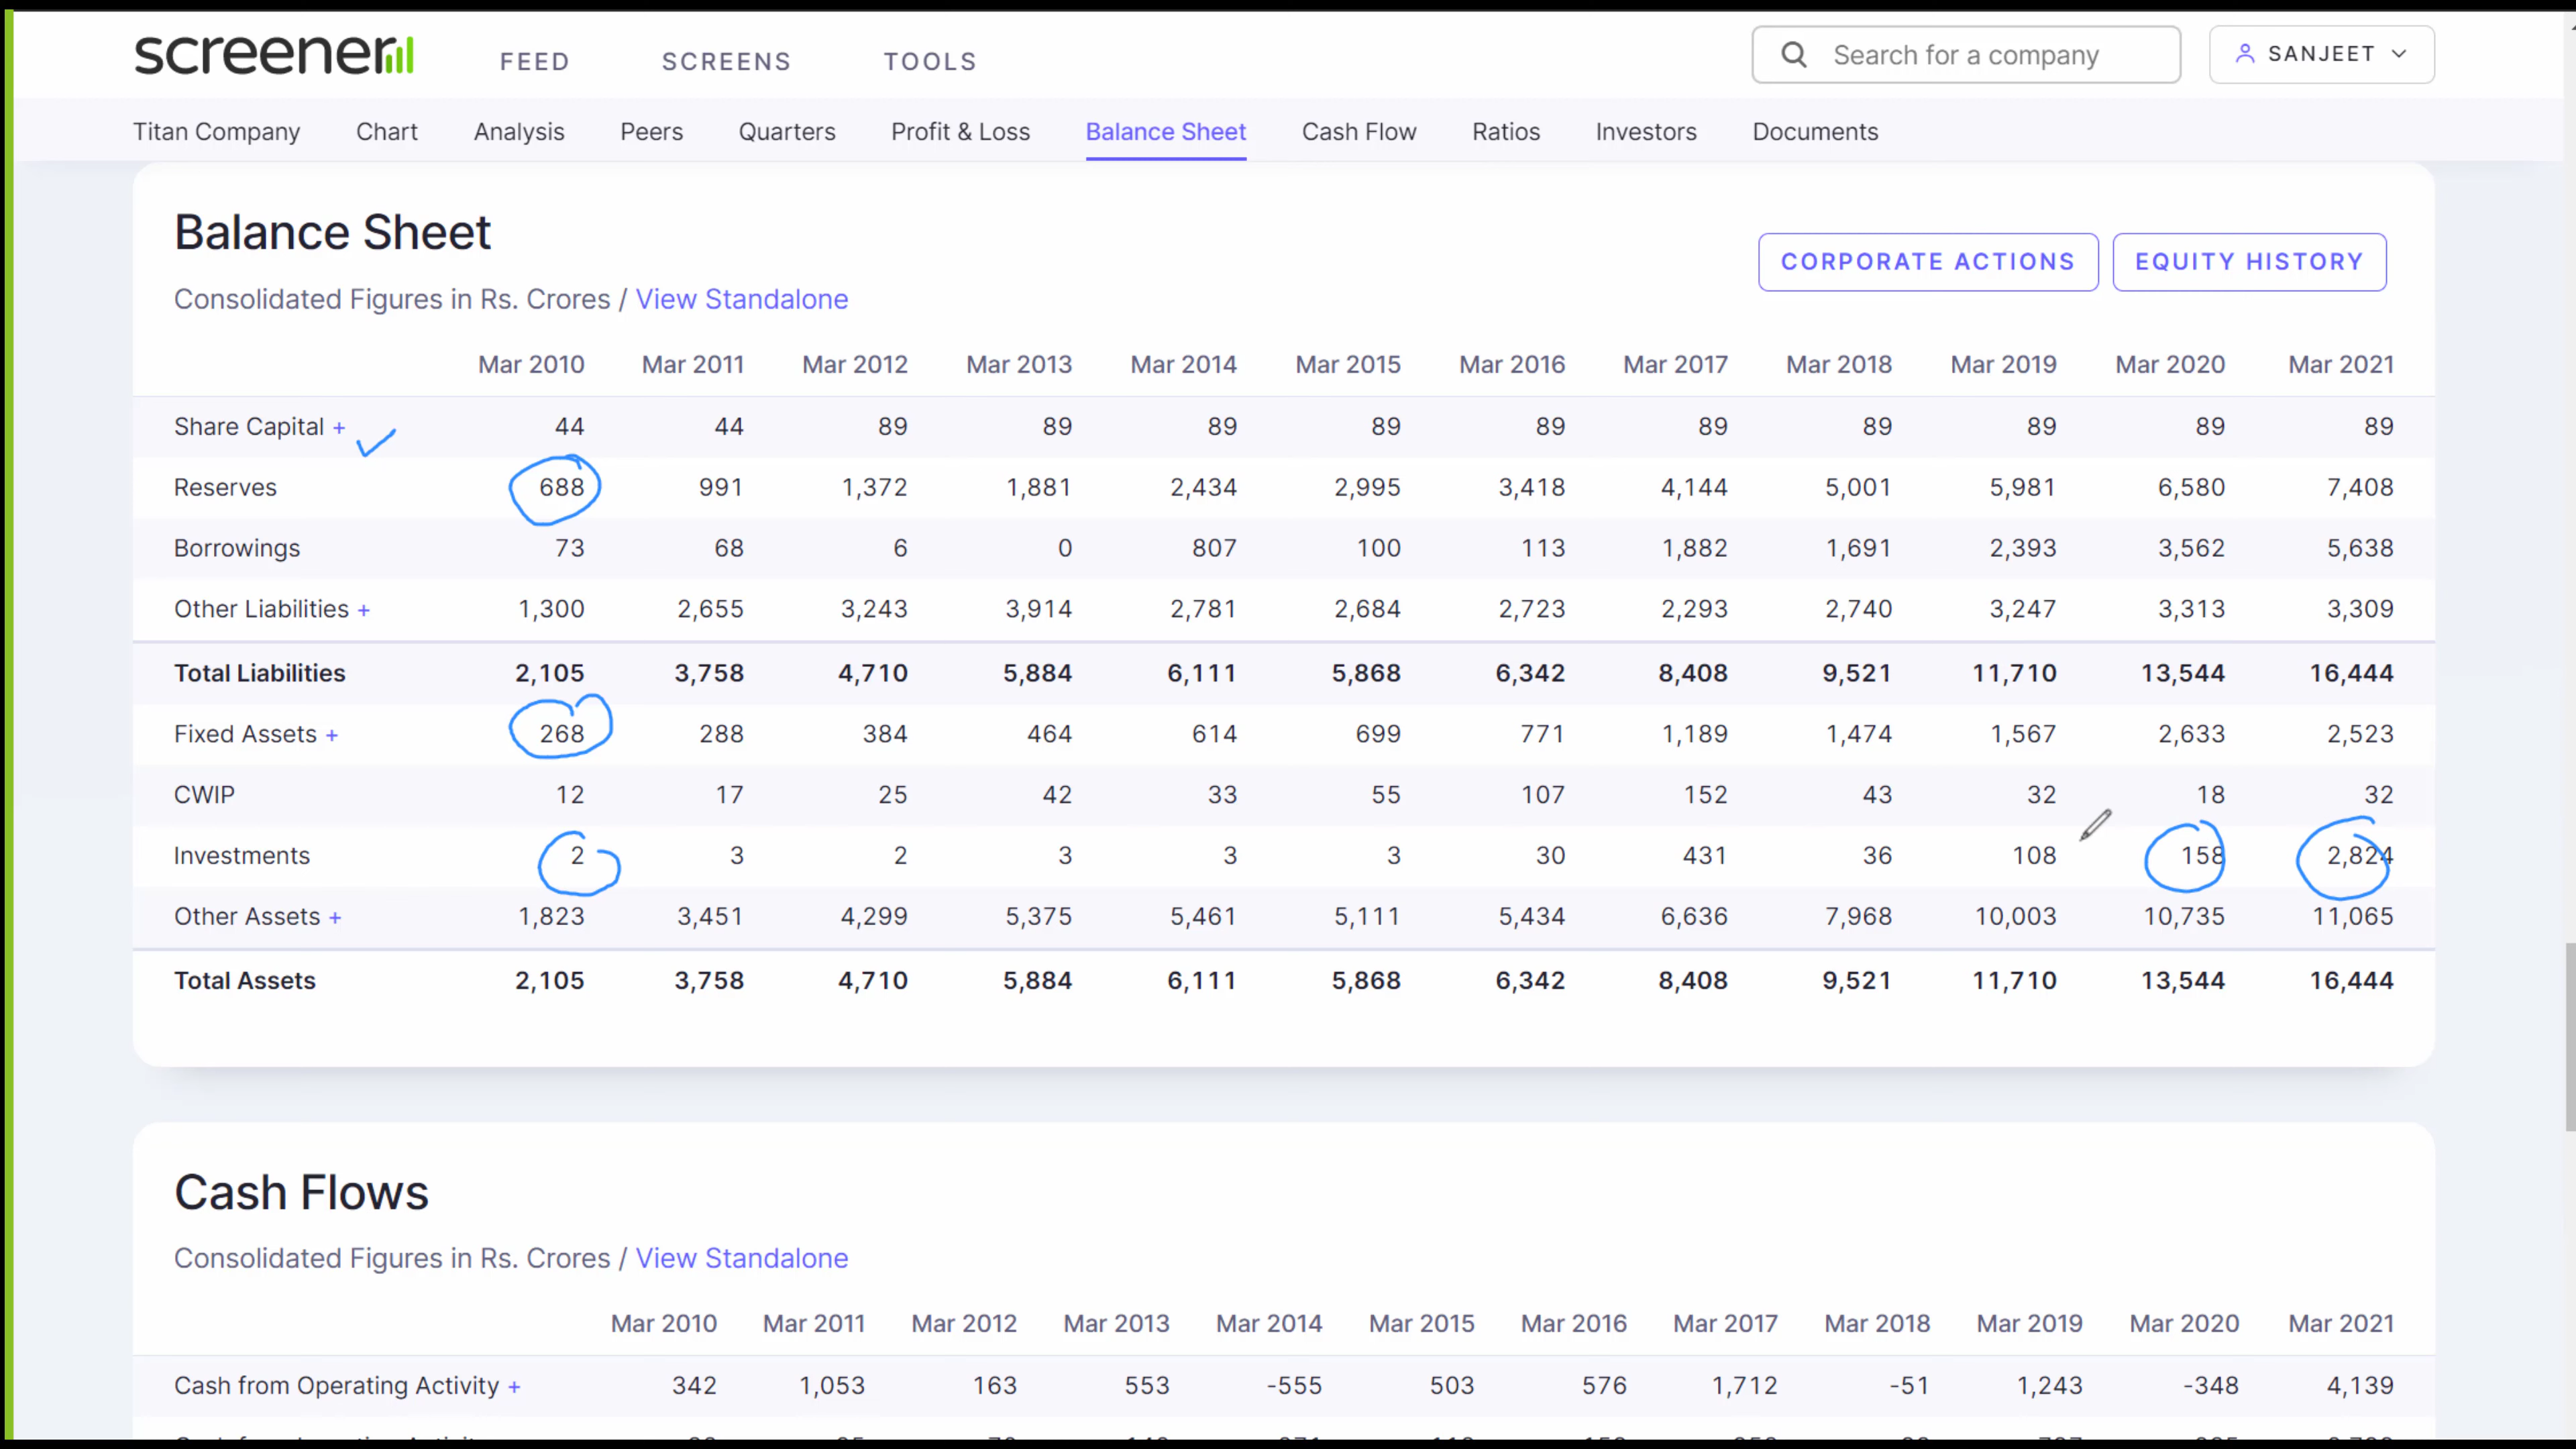 screener FEED SCREENS TOOLS Search for a company SANJEET
Titan Company Chart Analysis Peers Quarters Profit & Loss Balance Sheet Cash Flow Ratios Investors Documents
Balance Sheet
CORPORATE ACTIONS EQUITY HISTORY
Consolidated Figures in Rs. Crores / View Standalone
Mar 2010 Mar 2011 Mar 2012 Mar 2013 Mar 2014 Mar 2015 Mar 2016 Mar 2017 Mar 2018 Mar 2019 Mar 2020 Mar 2021
Share Capital + 44 44 89 89 89 89 89 89 89 89 89 89
Reserves 688 991 1,372 1,881 2,434 2,995 3,418 4,144 5,001 5,981 6,580 7,408
Borrowings 73 68 6 0 807 100 113 1,882 1,691 2,393 3,562 5,638
Other Liabilities + 1,300 2,655 3,243 3,914 2,781 2,684 2,723 2,293 2,740 3,247 3,313 3,309
Total Liabilities 2,105 3,758 4,710 5,884 6,111 5,868 6,342 8,408 9,521 11,710 13,544 16,444
Fixed Assets + 268 288 384 464 614 699 771 1,189 1,474 1,567 2,633 2,523
CWIP 12 17 25 42 33 55 107 152 43 32 18 32
Investments 2 3 2 3 3 3 30 431 36 108 158 2,824
Other Assets + 1,823 3,451 4,299 5,375 5,461 5,111 5,434 6,636 7,968 10,003 10,735 11,065
Total Assets 2,105 3,758 4,710 5,884 6,111 5,868 6,342 8,408 9,521 11,710 13,544 16,444
Cash Flows
Consolidated Figures in Rs. Crores / View Standalone
Mar 2010 Mar 2011 Mar 2012 Mar 2013 Mar 2014 Mar 2015 Mar 2016 Mar 2017 Mar 2018 Mar 2019 Mar 2020 Mar 2021
Cash from Operating Activity + 342 1,053 163 553 -555 503 576 1,712 -51 1,243 -348 4,139